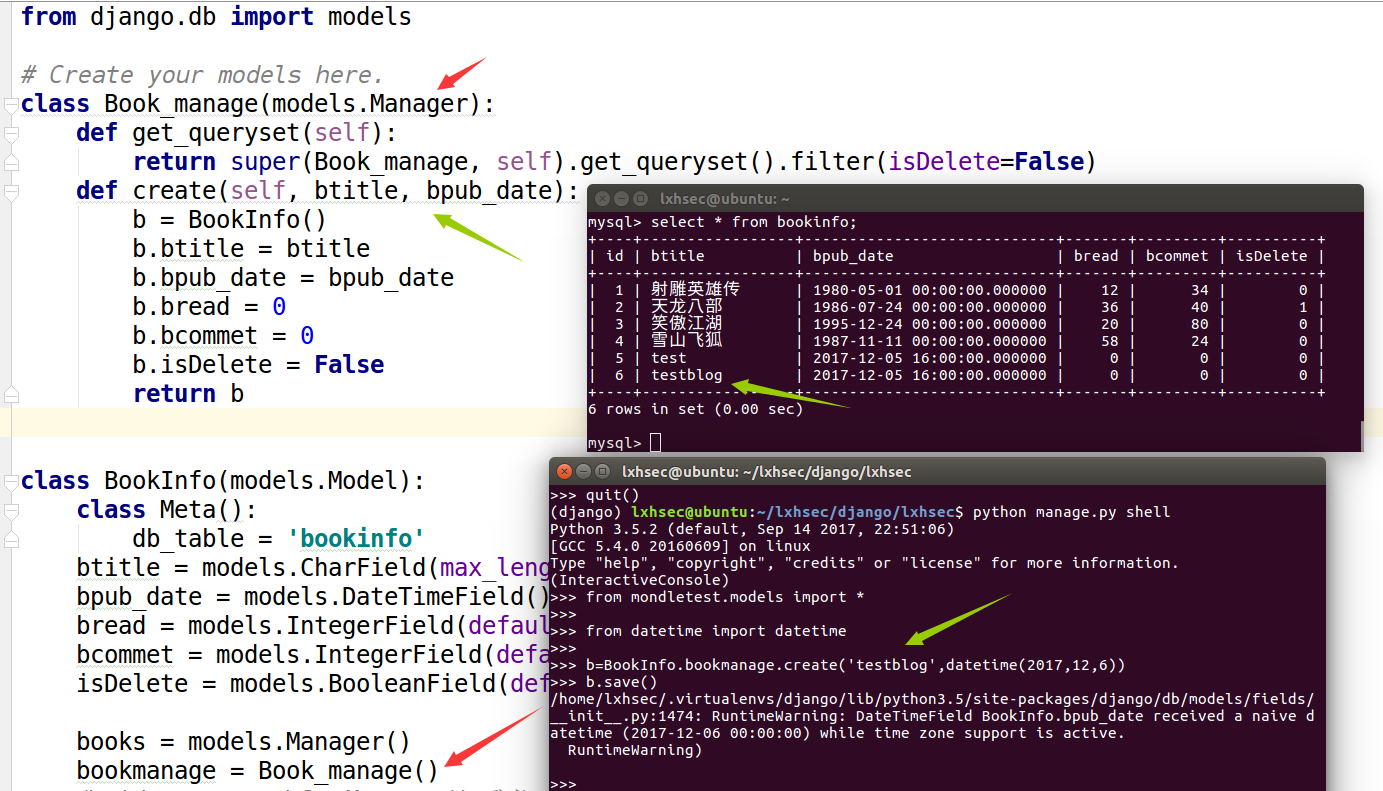 from django.db import models
# Create your models here.
class Book_manage(models.Manager):
    def get_queryset(self):
        return super(Book_manage, self).get_queryset().filter(isDelete=False)
    def create(self, btitle, bpub_date):
        b = BookInfo()
        b.btitle = btitle
        b.bpub_date = bpub_date
        b.bread = 0
        b.bcommet = 0
        b.isDelete = False
        return b
class BookInfo(models.Model):
    class Meta():
        db_table = 'bookinfo'
    btitle = models.CharField(max_leng
    bpub_date = models.DateTimeField()
    bread = models.IntegerField(defaul
    bcommet = models.IntegerField(defa
    isDelete = models.BooleanField(def
    books = models.Manager()
    bookmanage = Book_manage()
lxhsec@ubuntu: ~
mysql> select * from bookinfo;
+----+-----------------+----------------------------+-------+---------+----------+
| id | btitle          | bpub_date                  | bread | bcommet | isDelete |
+----+-----------------+----------------------------+-------+---------+----------+
|  1 | 射雕英雄传      | 1980-05-01 00:00:00.000000 |    12 |      34 |        0 |
|  2 | 天龙八部        | 1986-07-24 00:00:00.000000 |    36 |      40 |        1 |
|  3 | 笑傲江湖        | 1995-12-24 00:00:00.000000 |    20 |      80 |        0 |
|  4 | 雪山飞狐        | 1987-11-11 00:00:00.000000 |    58 |      24 |        0 |
|  5 | test            | 2017-12-05 16:00:00.000000 |     0 |       0 |        0 |
|  6 | testblog        | 2017-12-05 16:00:00.000000 |     0 |       0 |        0 |
+----+-----------------+----------------------------+-------+---------+----------+
6 rows in set (0.00 sec)
mysql>
lxhsec@ubuntu: ~/lxhsec/django/lxhsec
>>> quit()
(django) lxhsec@ubuntu:~/lxhsec/django/lxhsec$ python manage.py shell
Python 3.5.2 (default, Sep 14 2017, 22:51:06)
[GCC 5.4.0 20160609] on linux
Type "help", "copyright", "credits" or "license" for more information.
(InteractiveConsole)
>>> from mondletest.models import *
>>>
>>> from datetime import datetime
>>>
>>> b=BookInfo.bookmanage.create('testblog',datetime(2017,12,6))
>>> b.save()
/home/lxhsec/.virtualenvs/django/lib/python3.5/site-packages/django/db/models/fields/
__init__.py:1474: RuntimeWarning: DateTimeField BookInfo.bpub_date received a naive d
atetime (2017-12-06 00:00:00) while time zone support is active.
  RuntimeWarning)
>>>